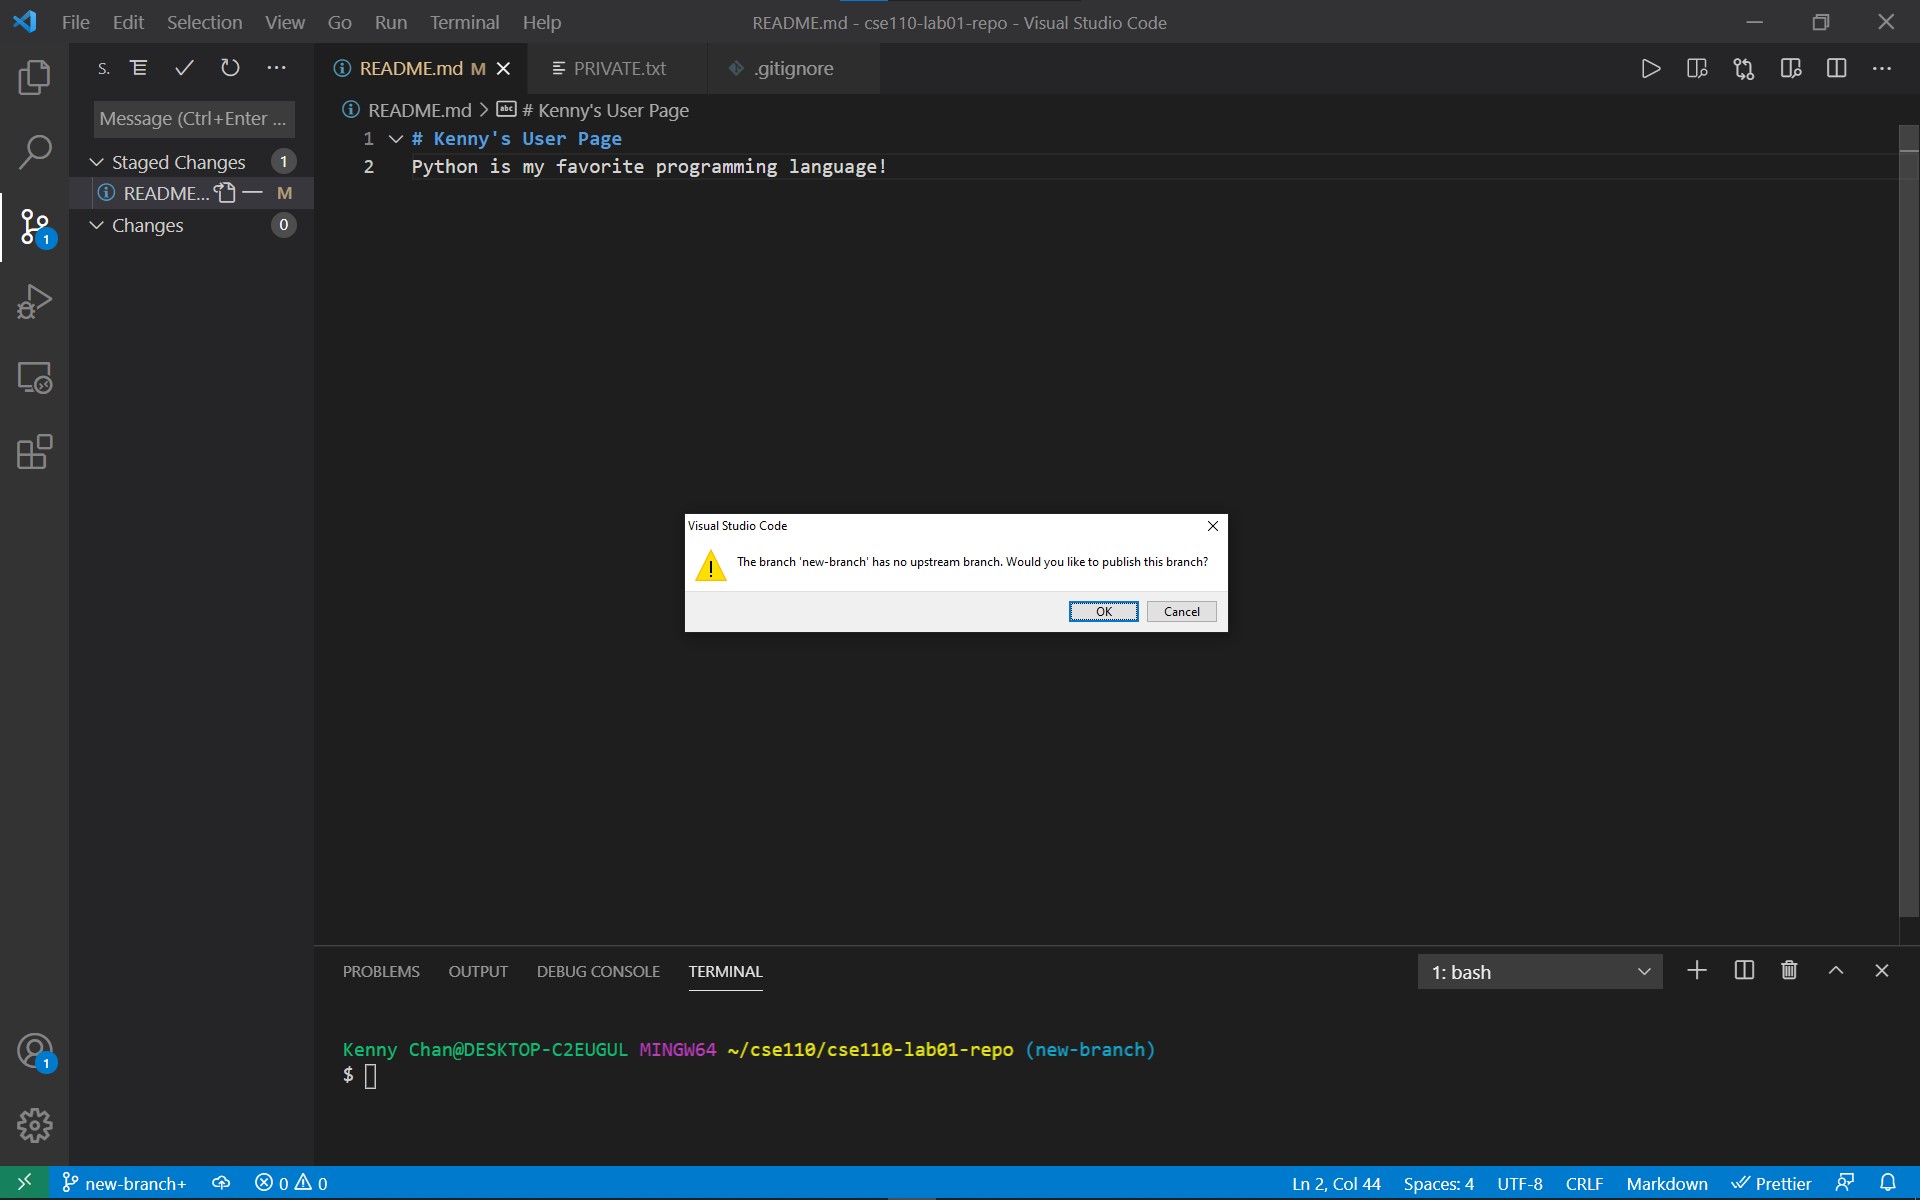 File Edit Selection View Go Run Terminal Help
README.md - cse110-lab01-repo - Visual Studio Code
S.
README.md M
PRIVATE.txt
.gitignore
Message (Ctrl+Enter ...
README.md > # Kenny's User Page
1 # Kenny's User Page
2 Python is my favorite programming language!
Staged Changes 1
README... M
Changes 0
1
Visual Studio Code
The branch 'new-branch' has no upstream branch. Would you like to publish this branch?
OK Cancel
PROBLEMS OUTPUT DEBUG CONSOLE TERMINAL
1: bash
Kenny Chan@DESKTOP-C2EUGUL MINGW64 ~/cse110/cse110-lab01-repo (new-branch)
$
1
new-branch+ 0 0
Ln 2, Col 44 Spaces: 4 UTF-8 CRLF Markdown Prettier